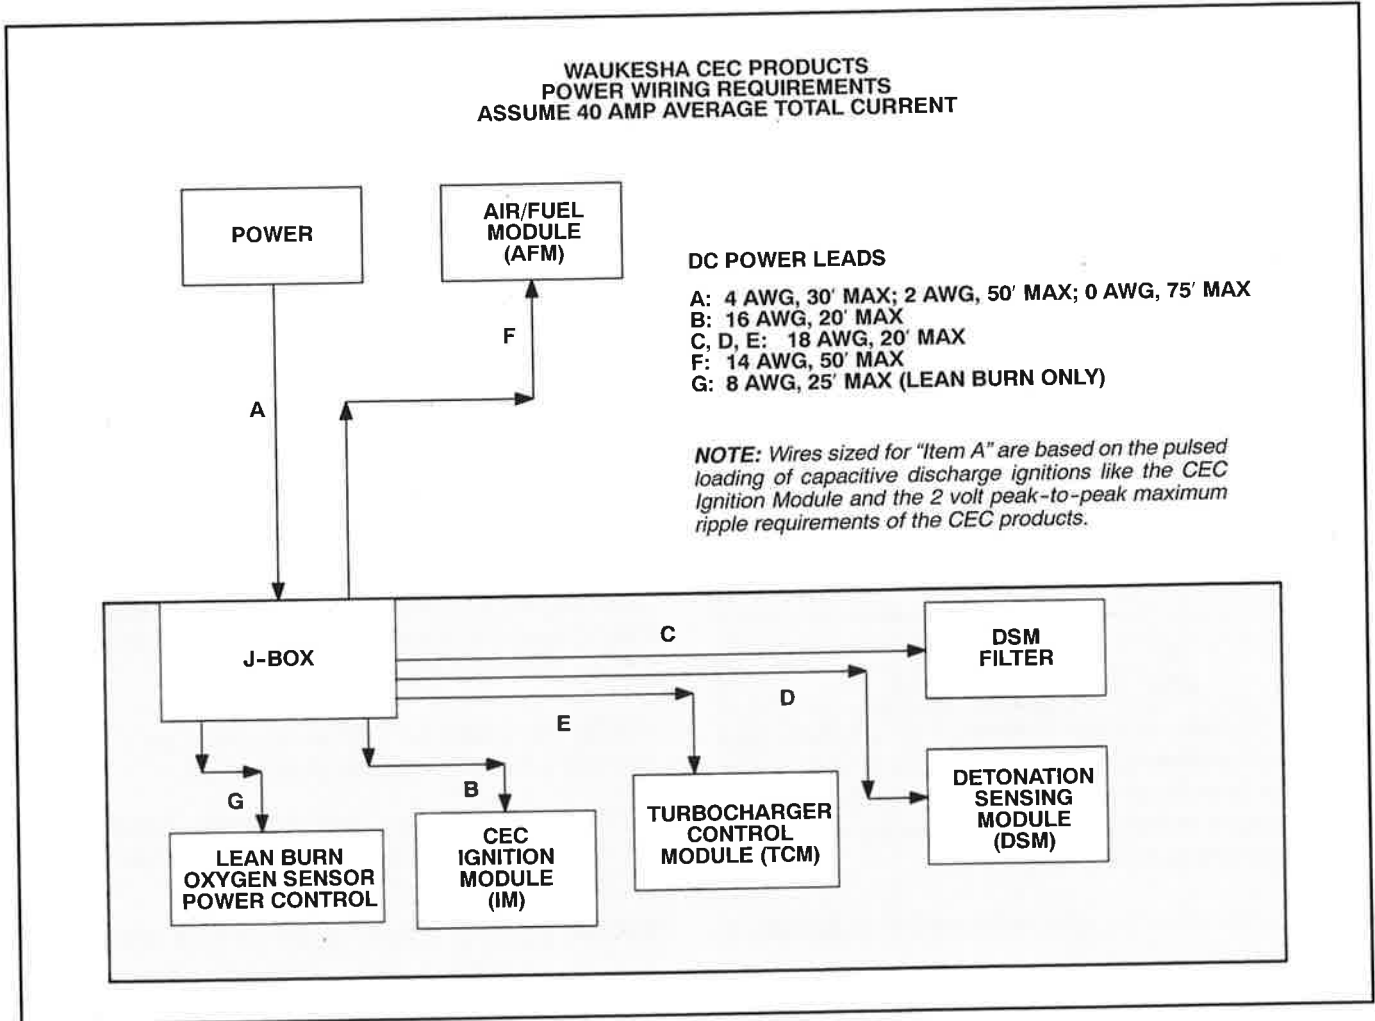 WAUKESHA CEC PRODUCTS
POWER WIRING REQUIREMENTS
ASSUME 40 AMP AVERAGE TOTAL CURRENT
POWER
AIR/FUEL
MODULE
(AFM)
DC POWER LEADS
A: 4 AWG, 30′ MAX; 2 AWG, 50′ MAX; 0 AWG, 75′ MAX
B: 16 AWG, 20′ MAX
C, D, E: 18 AWG, 20′ MAX
F: 14 AWG, 50′ MAX
G: 8 AWG, 25′ MAX (LEAN BURN ONLY)
F
A
NOTE: Wires sized for “Item A” are based on the pulsed
loading of capacitive discharge ignitions like the CEC
Ignition Module and the 2 volt peak-to-peak maximum
ripple requirements of the CEC products.
J-BOX
C
DSM
FILTER
D
E
G
B
LEAN BURN
OXYGEN SENSOR
POWER CONTROL
CEC
IGNITION
MODULE
(IM)
TURBOCHARGER
CONTROL
MODULE (TCM)
DETONATION
SENSING
MODULE
(DSM)